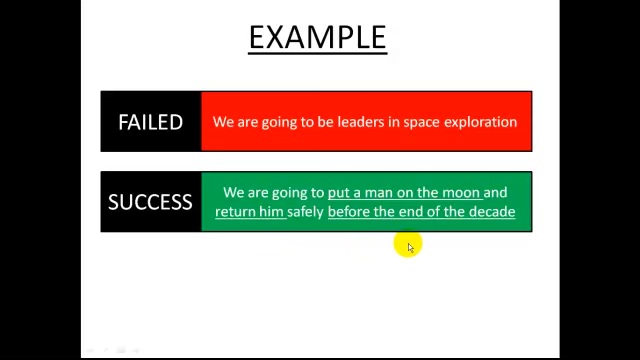 EXAMPLE
FAILED
We are going to be leaders in space exploration
SUCCESS
We are going to put a man on the moon and
return him safely before the end of the decade